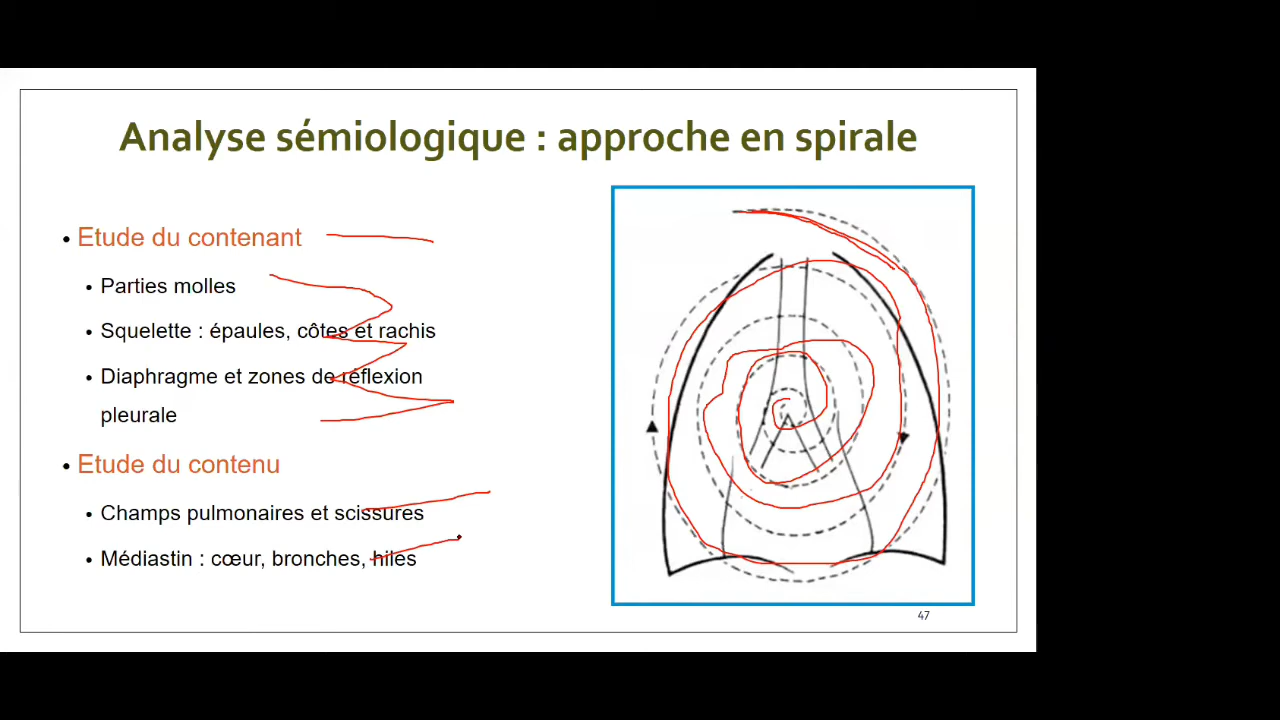 Analyse sémiologique : approche en spirale
• Etude du contenant
• Parties molles
• Squelette : épaules, côtes et rachis
• Diaphragme et zones de réflexion
pleurale
• Etude du contenu
• Champs pulmonaires et scissures
• Médiastin : cœur, bronches, hiles
47